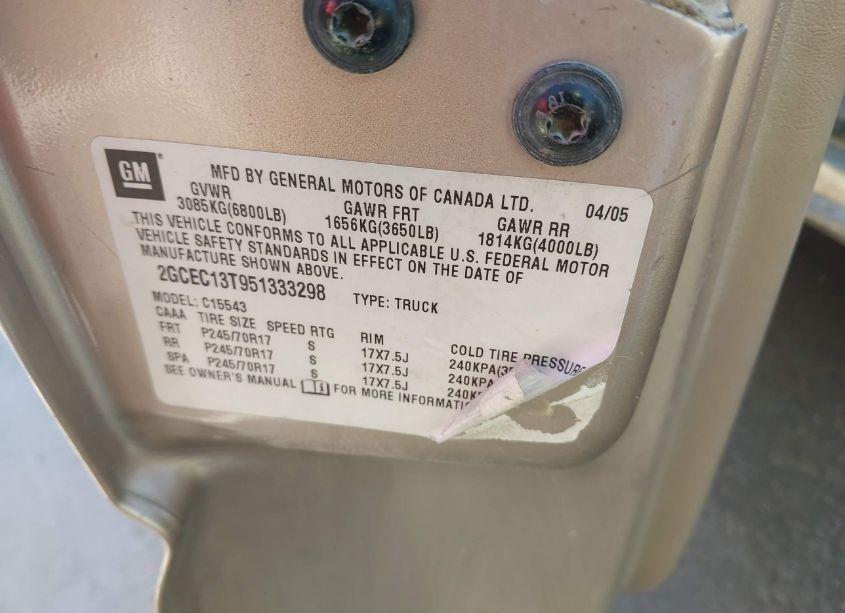 GM
MFD BY GENERAL MOTORS OF CANADA LTD. 04/05
GVWR GAWR FRT GAWR RR
3085KG(6800LB) 1656KG(3650LB) 1814KG(4000LB)
THIS VEHICLE CONFORMS TO ALL APPLICABLE U.S. FEDERAL MOTOR
VEHICLE SAFETY STANDARDS IN EFFECT ON THE DATE OF
MANUFACTURE SHOWN ABOVE.
2GCEC13T951333298 TYPE: TRUCK
MODEL: C15543
CAAA TIRE SIZE SPEED RTG RIM COLD TIRE PRESSURE
FRT P245/70R17 S 17X7.5J 240KPA
RR P245/70R17 S 17X7.5J 240KPA
SPA P245/70R17 S 17X7.5J
SEE OWNER'S MANUAL FOR MORE